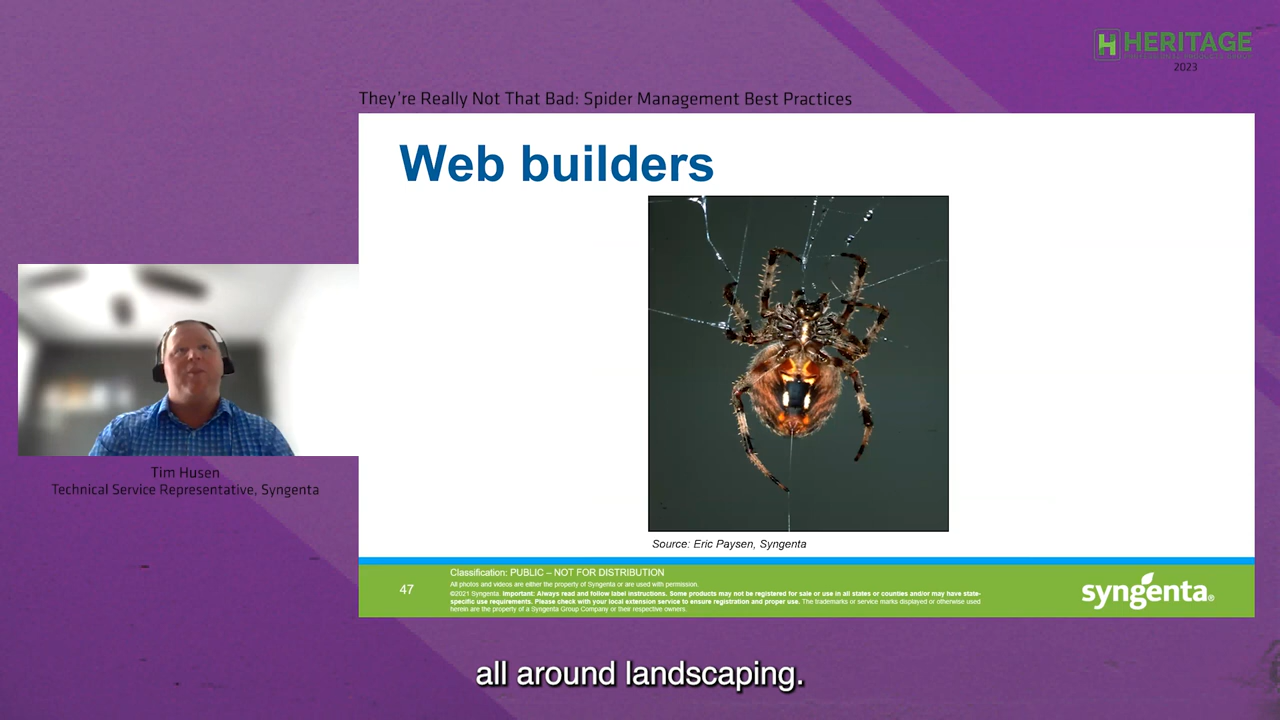 HERITAGE
2023
They're Really Not That Bad: Spider Management Best Practices
Web builders
Tim Husen
Technical Service Representative, Syngenta
Source: Eric Paysen, Syngenta
47
Classification: PUBLIC – NOT FOR DISTRIBUTION
All photos and videos are either the property of Syngenta or are used with permission.
©2021 Syngenta. Important: Always read and follow label instructions. Some products may not be registered for sale or use in all states or counties and/or may have state-
specific use requirements. Please check with your local extension service to ensure registration and proper use. The trademarks or service marks displayed or otherwise used
herein are the property of a Syngenta Group Company or their respective owners.
syngenta®
all around landscaping.